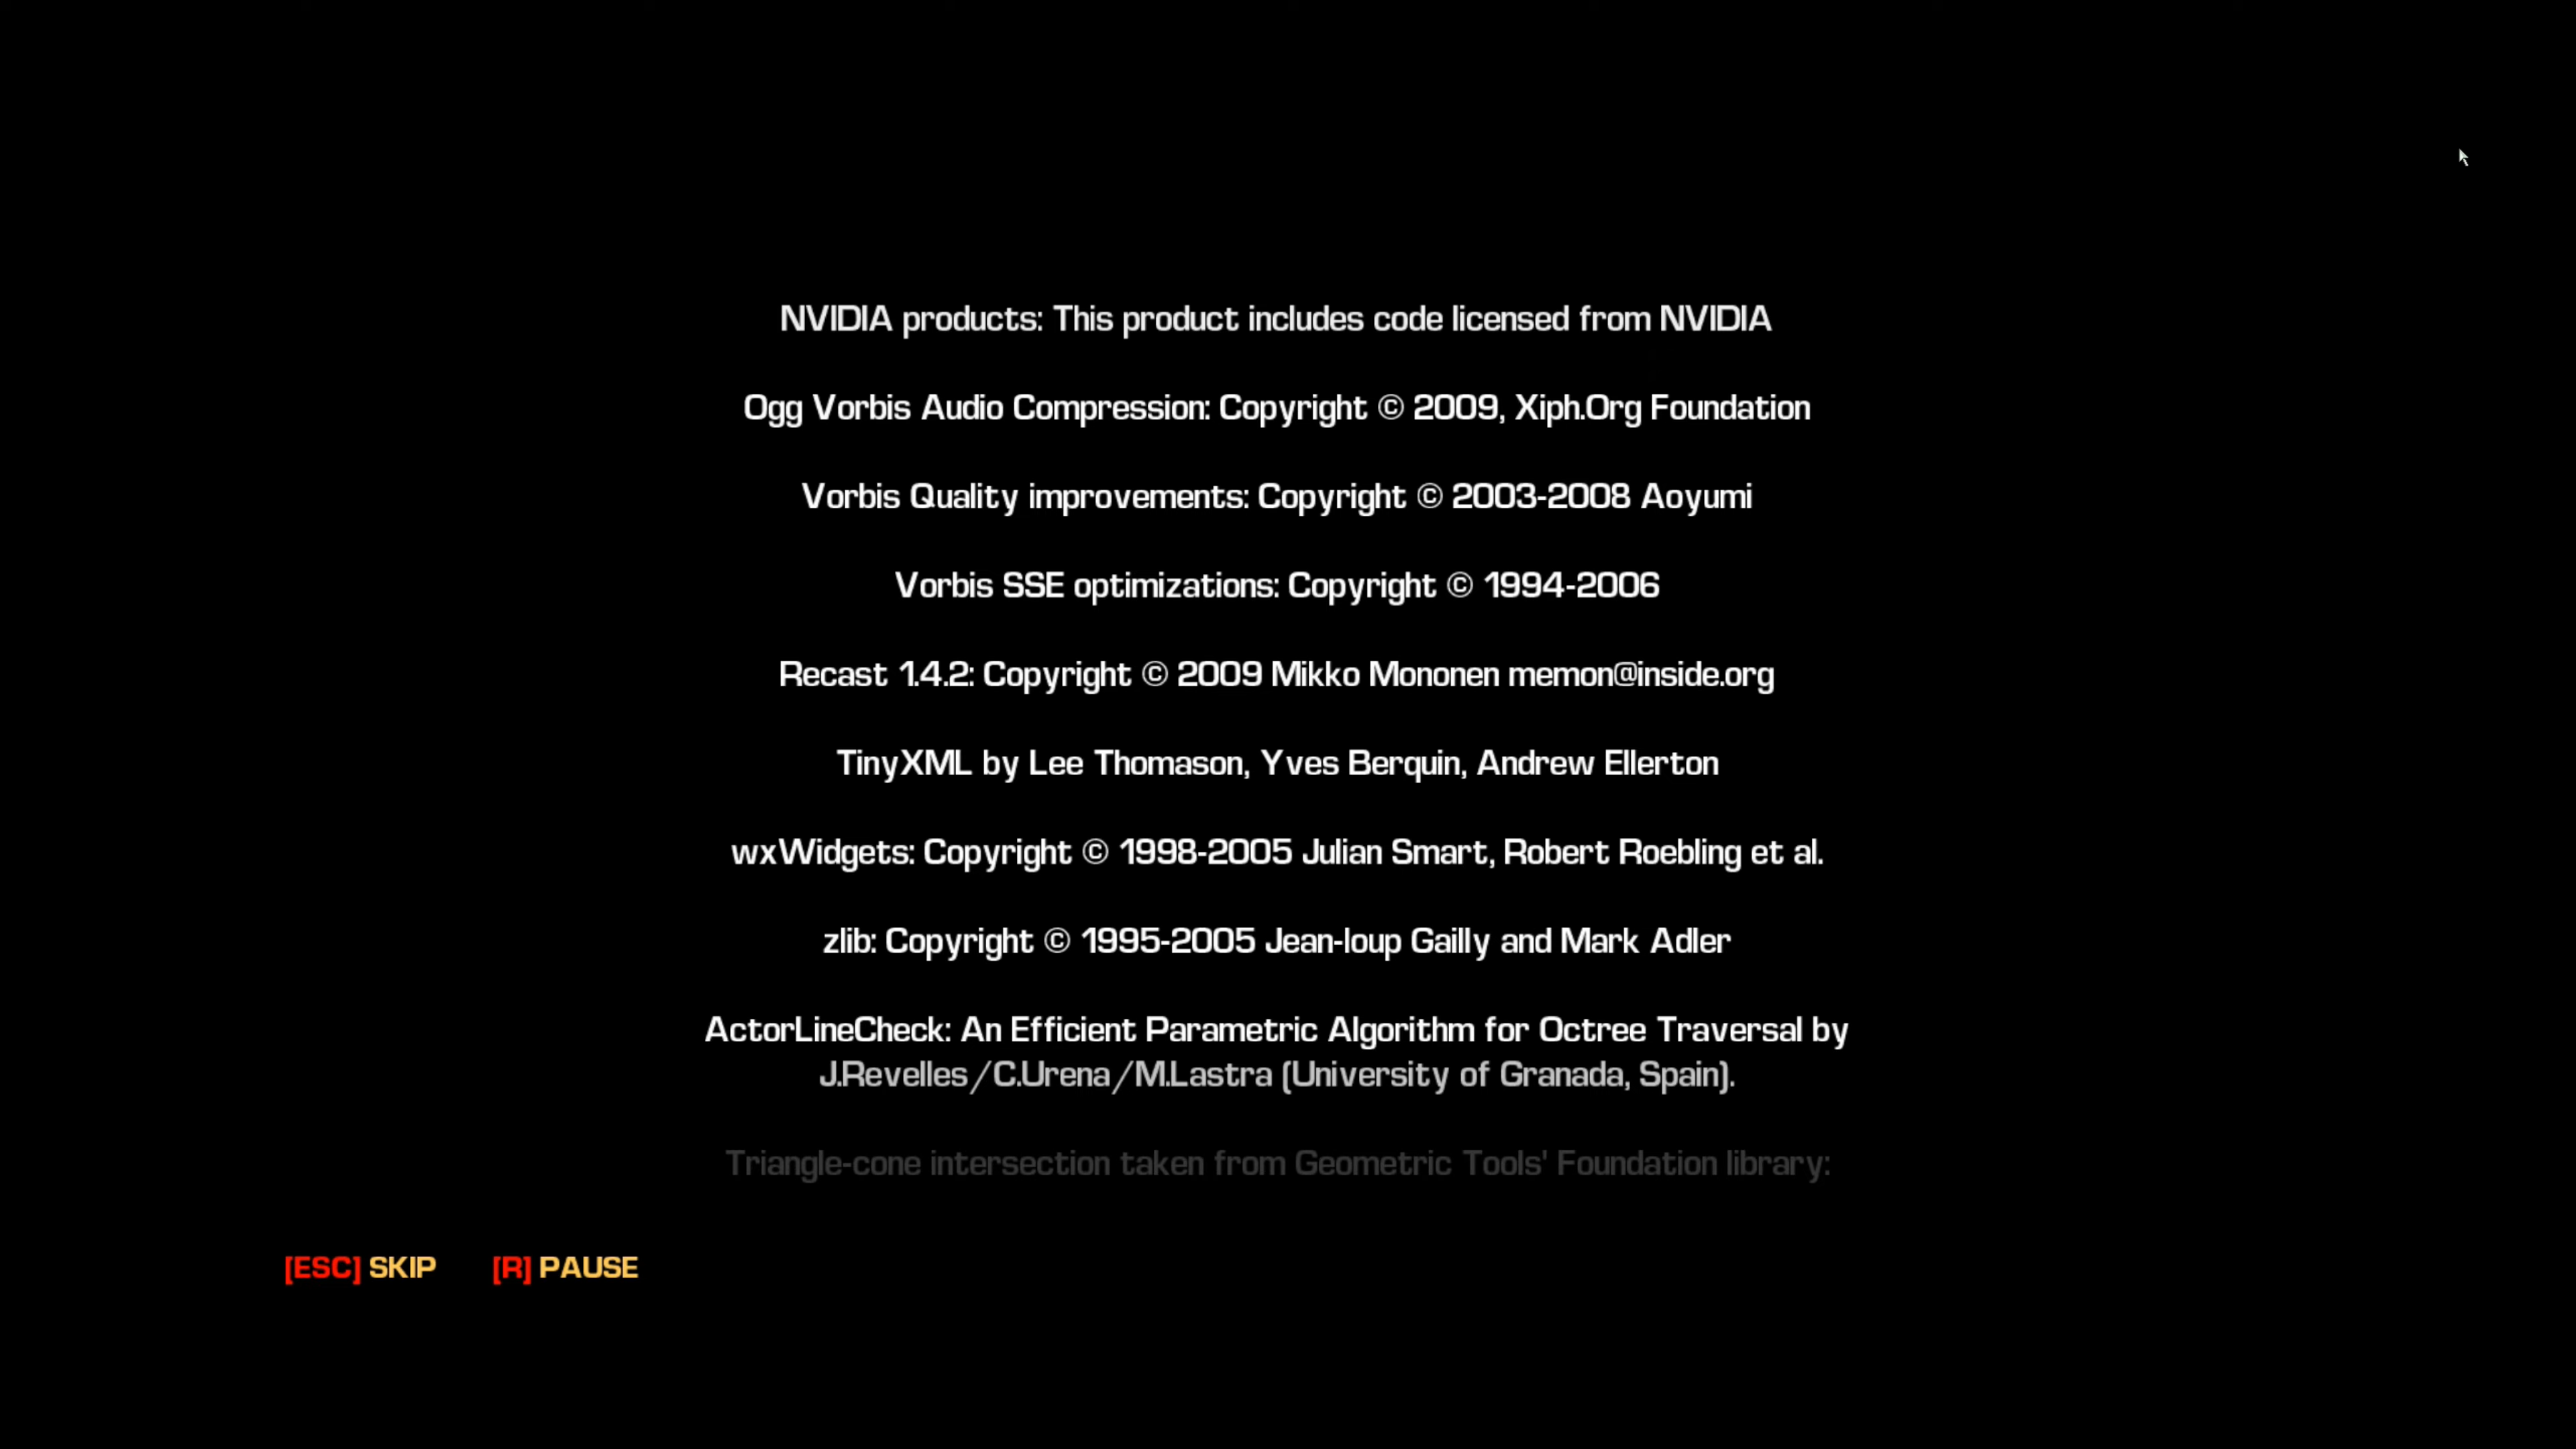 NVIDIA products: This product includes code licensed from NVIDIA
Ogg Vorbis Audio Compression: Copyright © 2009, Xiph.Org Foundation
Vorbis Quality improvements: Copyright © 2003-2008 Aoyumi
Vorbis SSE optimizations: Copyright © 1994-2006
Recast 1.4.2: Copyright © 2009 Mikko Mononen memon@inside.org
TinyXML by Lee Thomason, Yves Berquin, Andrew Ellerton
wxWidgets: Copyright © 1998-2005 Julian Smart, Robert Roebling et al.
zlib: Copyright © 1995-2005 Jean-loup Gailly and Mark Adler
ActorLineCheck: An Efficient Parametric Algorithm for Octree Traversal by
J.Revelles/C.Urena/M.Lastra (University of Granada, Spain).
Triangle-cone intersection taken from Geometric Tools' Foundation library:
[ESC] SKIP [R] PAUSE